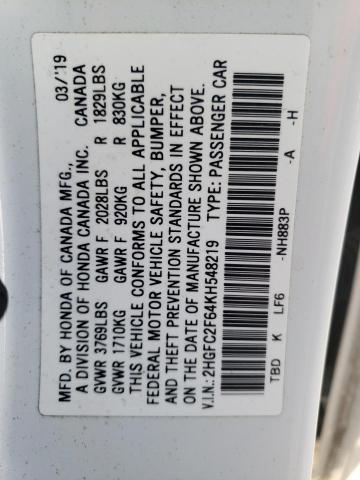 MFD. BY HONDA OF CANADA MFG., 03/'19
A DIVISION OF HONDA CANADA INC. CANADA
GVWR 3769LBS GAWR F 2028LBS R 1829LBS
GVWR 1710KG GAWR F 920KG R 830KG
THIS VEHICLE CONFORMS TO ALL APPLICABLE
FEDERAL MOTOR VEHICLE SAFETY, BUMPER,
AND THEFT PREVENTION STANDARDS IN EFFECT
ON THE DATE OF MANUFACTURE SHOWN ABOVE.
V.I.N.: 2HGFC2F64KH548219 TYPE: PASSENGER CAR
TBD K LF6 -NH883P -A -H